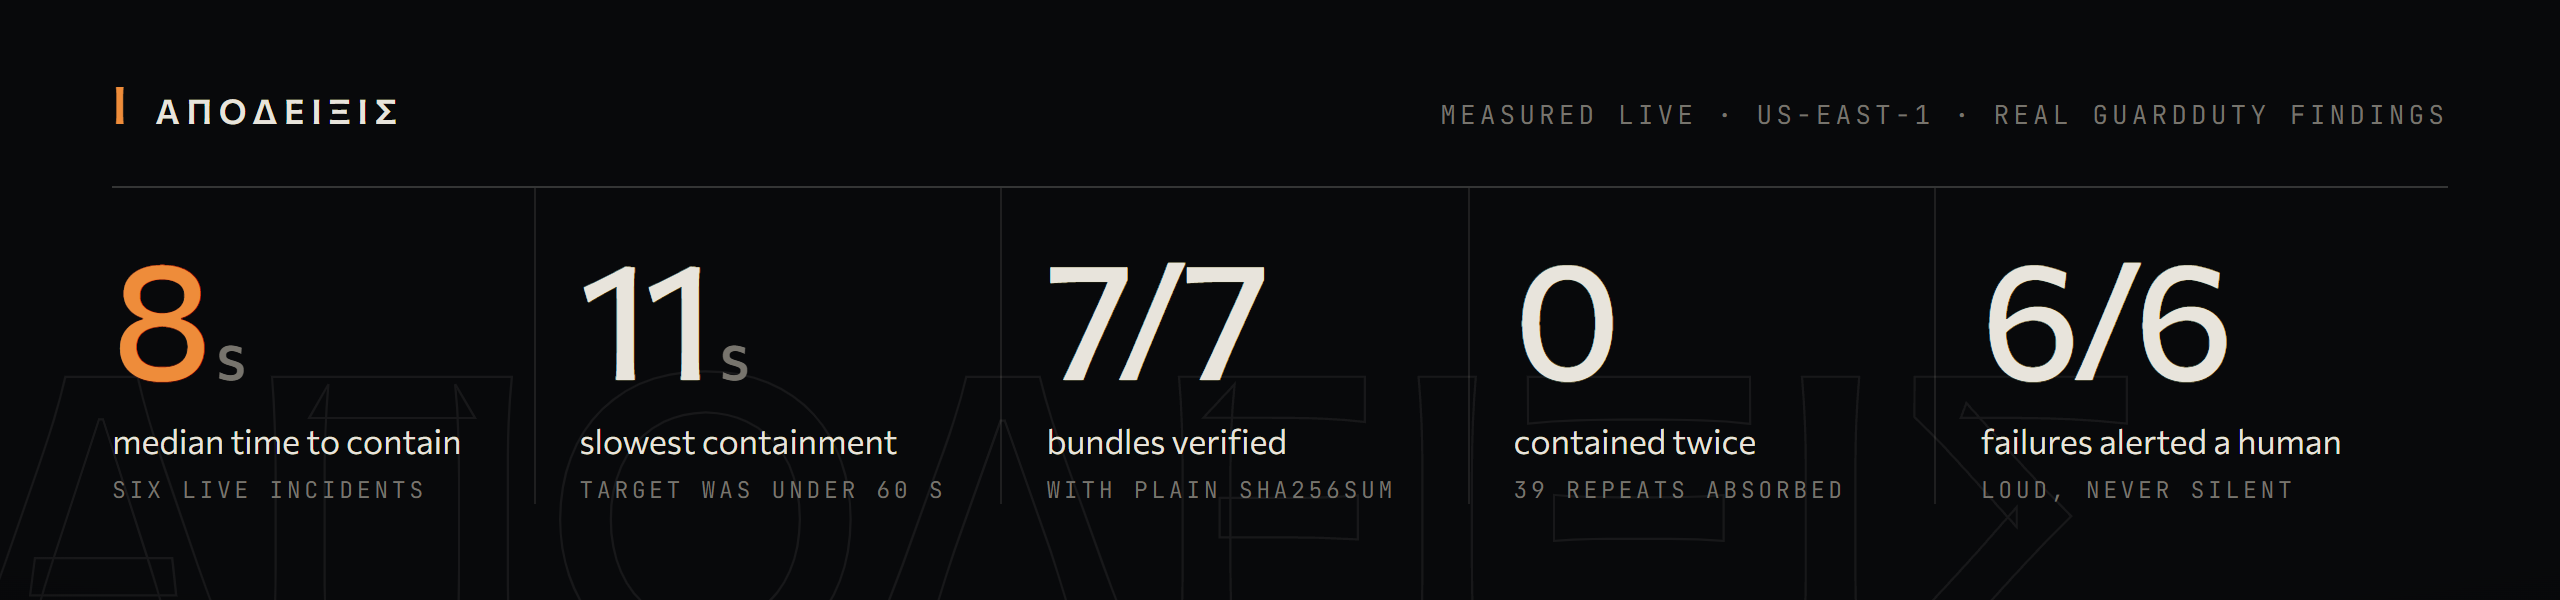 ΑΠΟΔΕΙΞΙΣ
MEASURED LIVE · US-EAST-1 · REAL GUARDDUTY FINDINGS
8s
median time to contain
SIX LIVE INCIDENTS
11s
slowest containment
TARGET WAS UNDER 60 S
7/7
bundles verified
WITH PLAIN SHA256SUM
0
contained twice
39 REPEATS ABSORBED
6/6
failures alerted a human
LOUD, NEVER SILENT
ΑΠΟΔΕΙΞΙΣ